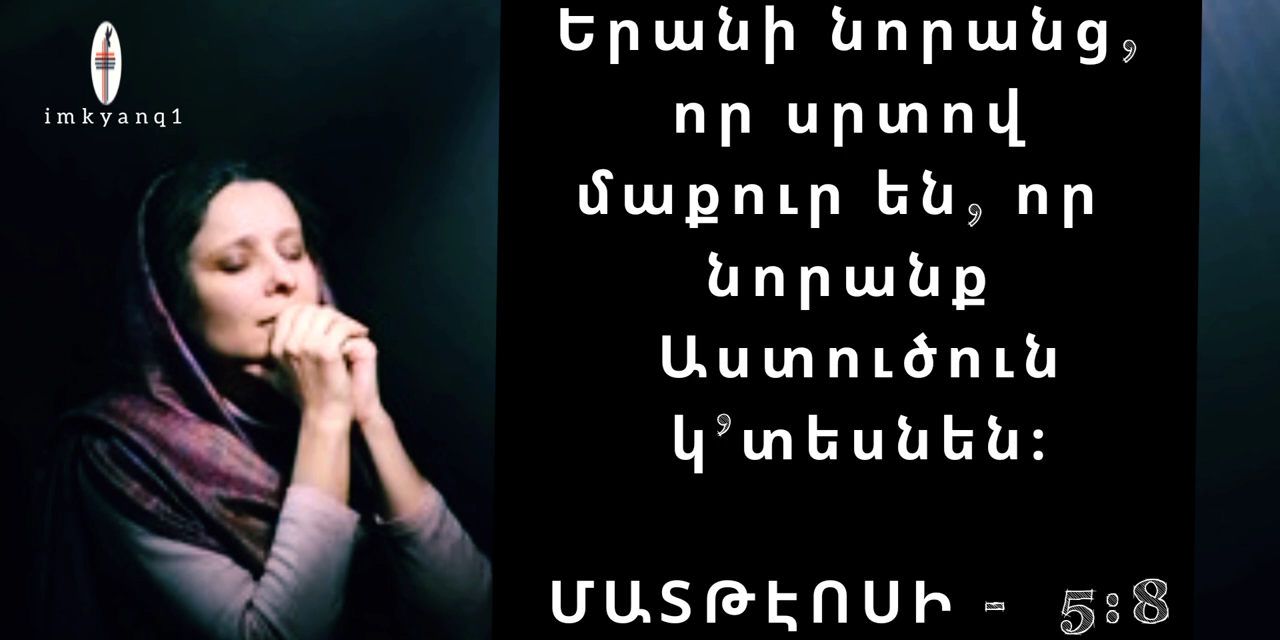 imkyanq1
Երանի նորանց,
որ սրտով
մաքուր են, որ
նորանք
Աստուծուն
կ’տեսնեն։
ՄԱՏԹԷՈՍԻ - 5:8